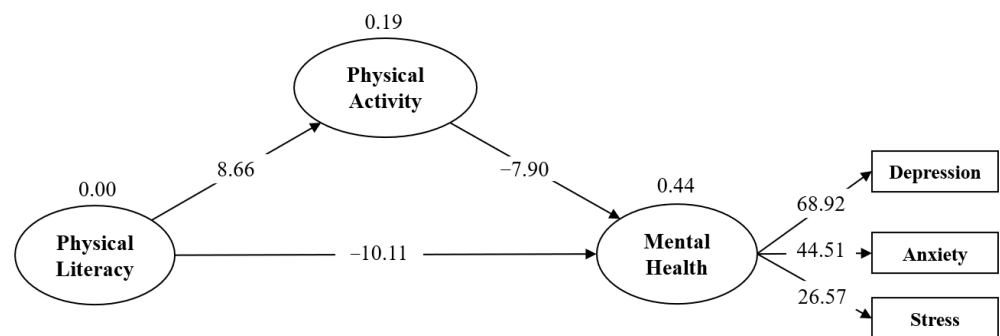 0.19
Physical
Activity
8.66
−7.90
0.00
0.44
Physical
Literacy
−10.11
Mental
Health
68.92
44.51
26.57
Depression
Anxiety
Stress